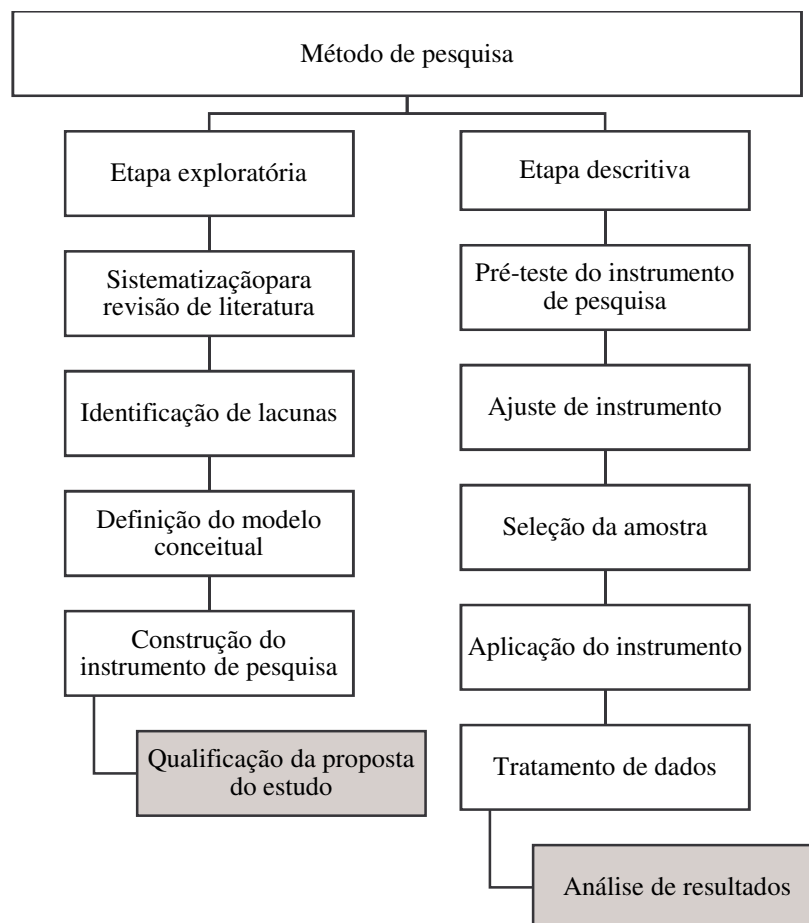 Método de pesquisa
Etapa exploratória
Sistematizaçãopara
revisão de literatura
Identificação de lacunas
Definição do modelo
conceitual
Construção do
instrumento de pesquisa
Qualificação da proposta
do estudo
Etapa descritiva
Pré-teste do instrumento
de pesquisa
Ajuste de instrumento
Seleção da amostra
Aplicação do instrumento
Tratamento de dados
Análise de resultados